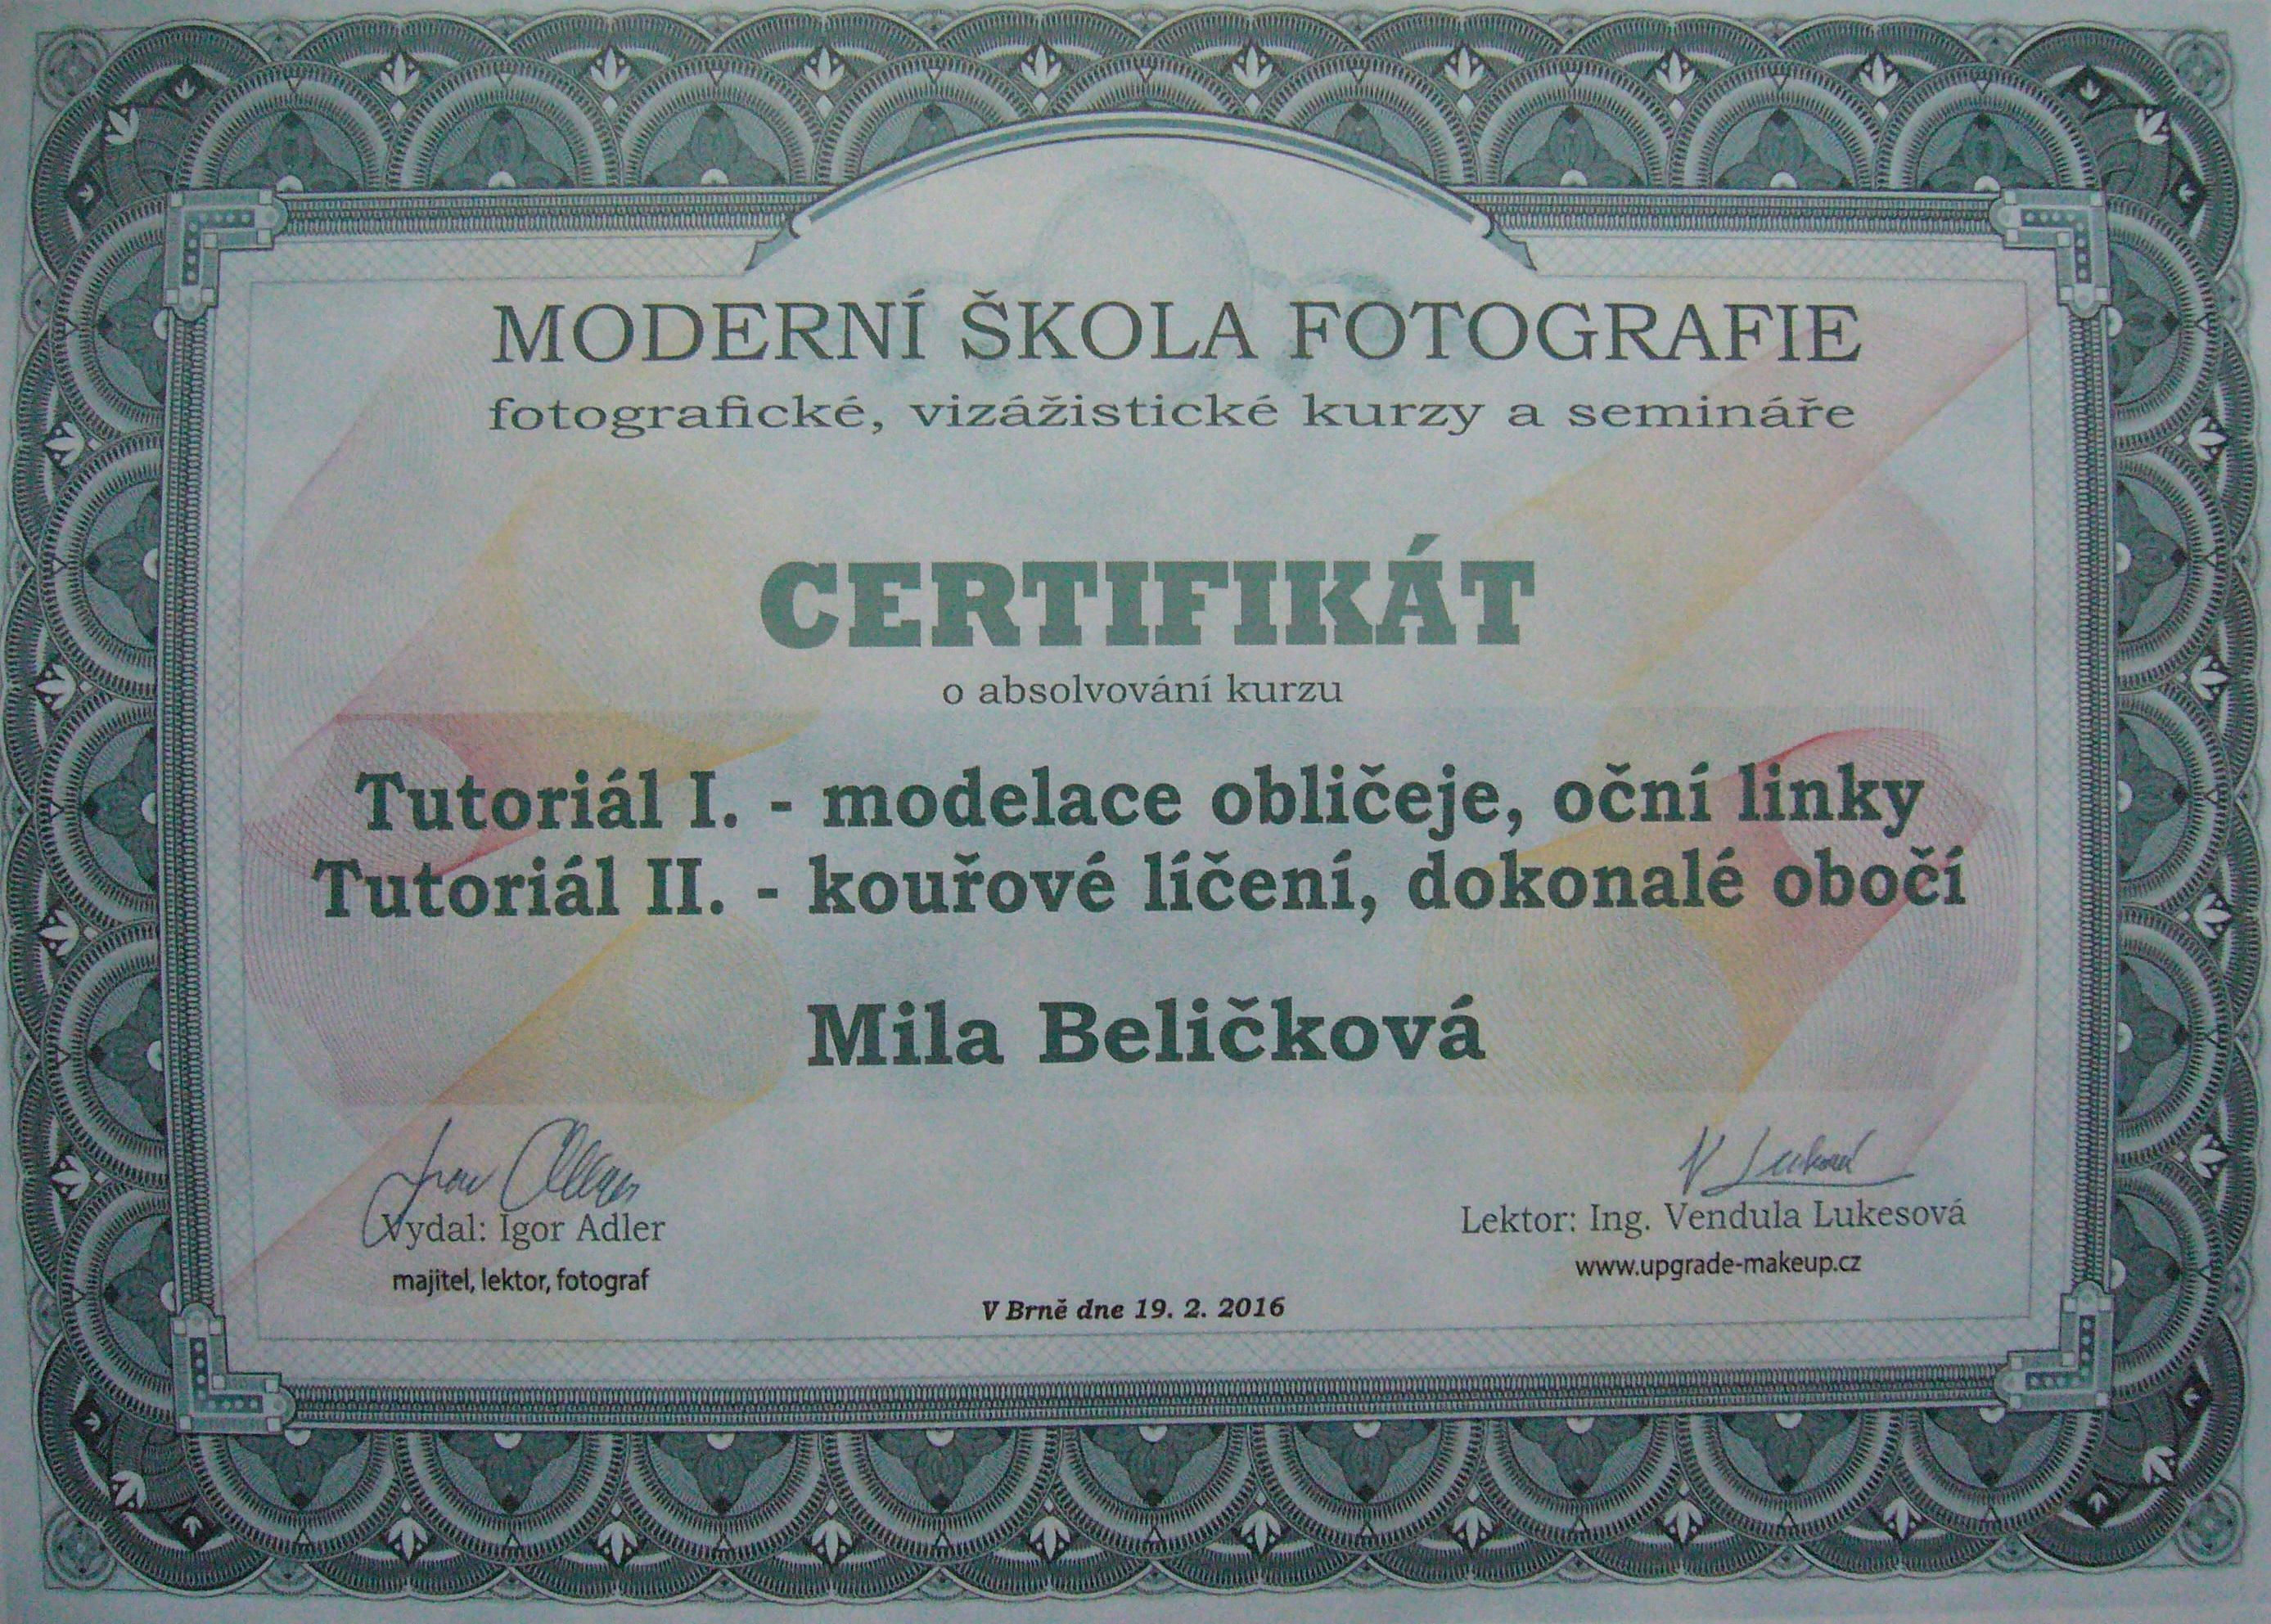 MODERNÍ ŠKOLA FOTOGRAFIE
fotografické, vizážistické kurzy a semináře
CERTIFIKÁT
o absolvování kurzu
Tutoriál I. - modelace obličeje, oční linky
Tutoriál II. - kouřové líčení, dokonalé obočí
Mila Beličková
Vydal: Igor Adler
majitel, lektor, fotograf
Lektor: Ing. Vendula Lukesová
www.upgrade-makeup.cz
V Brně dne 19. 2. 2016